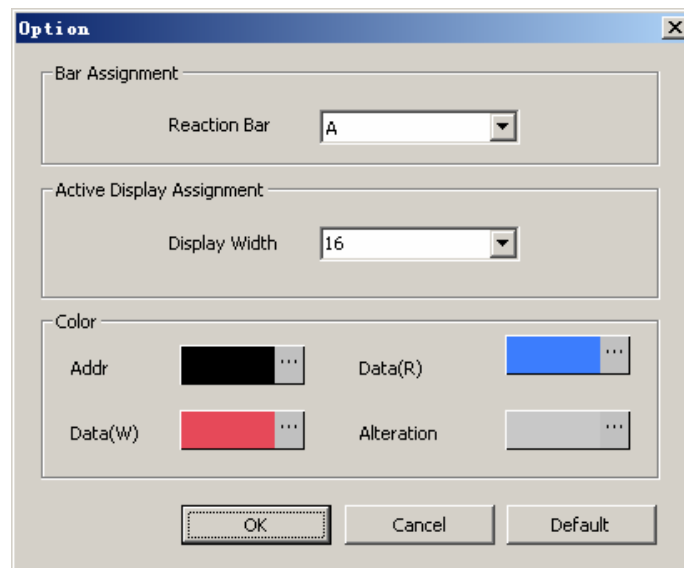 Option
Bar Assignment
Reaction Bar A
Active Display Assignment
Display Width 16
Color
Addr ... Data(R) ...
Data(W) ... Alteration ...
OK Cancel Default